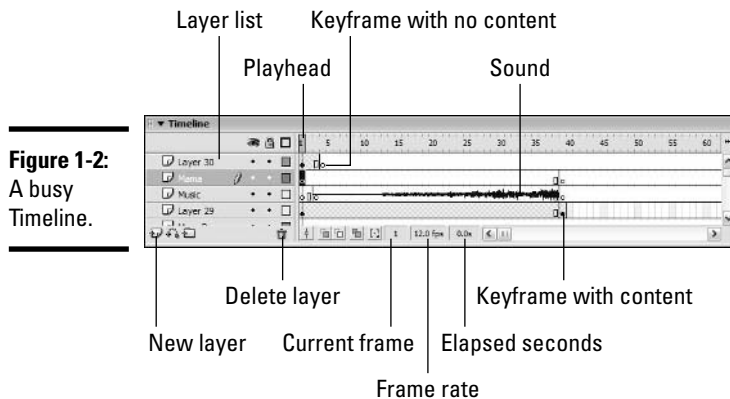 Layer list
Keyframe with no content
Playhead
Sound
Figure 1-2:
A busy
Timeline.
Timeline
1 5 10 15 20 25 30 35 40 45 50 55 60
Layer 30
Mama
Music
Layer 29
1 12.0 fps 0.0s
Delete layer
Keyframe with content
New layer
Current frame
Elapsed seconds
Frame rate